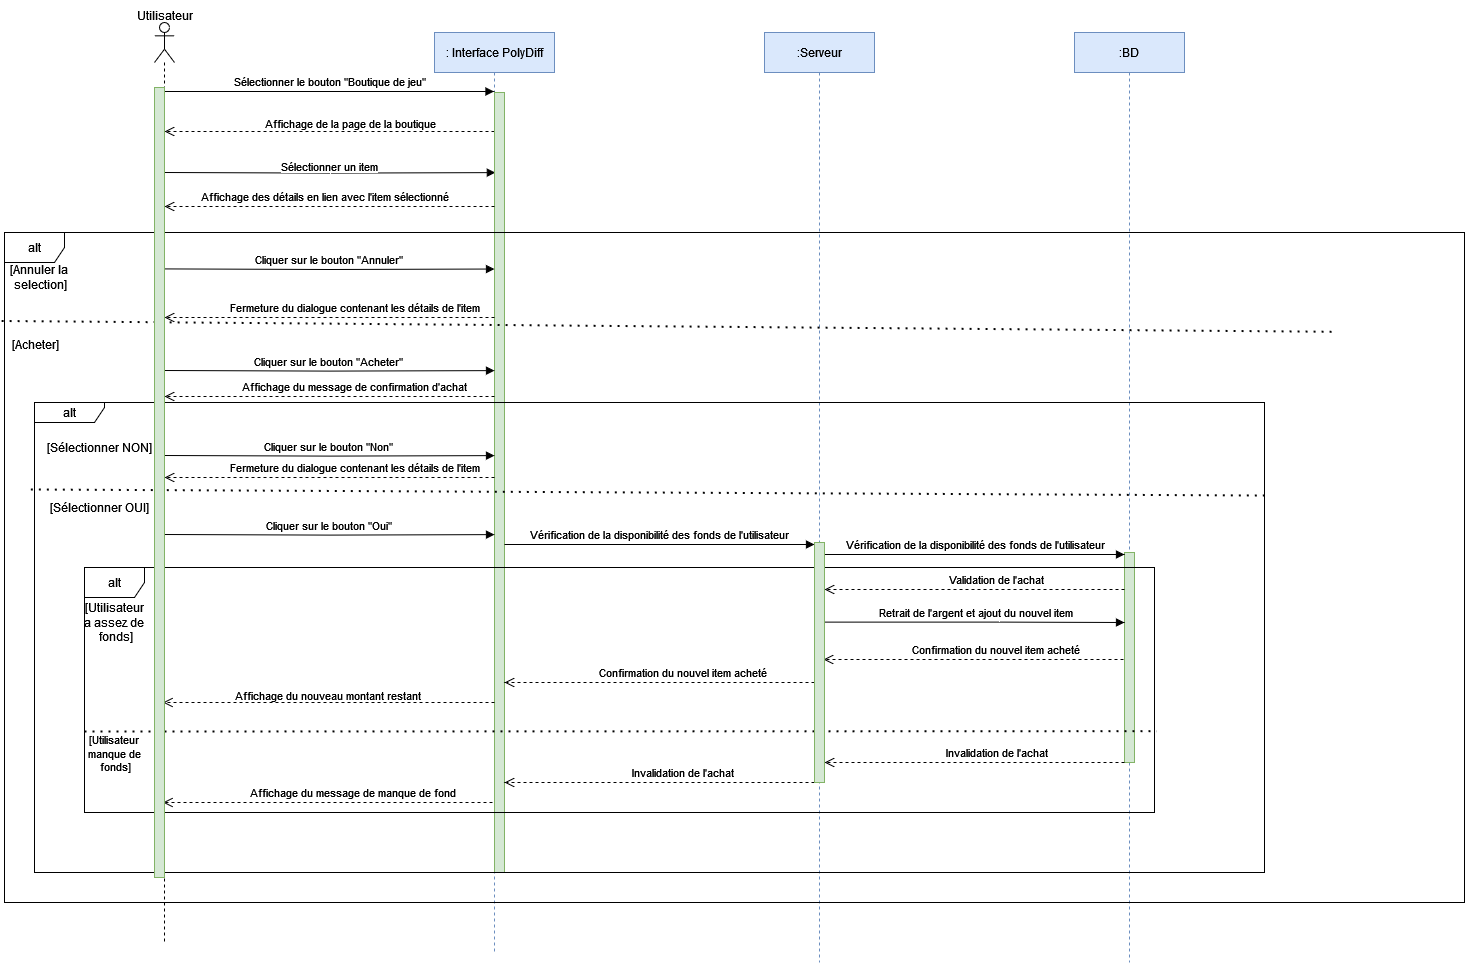 Utilisateur
: Interface PolyDiff
:Serveur
:BD
Sélectionner le bouton "Boutique de jeu"
Affichage de la page de la boutique
Sélectionner un item
Affichage des détails en lien avec l'item sélectionné
alt
[Annuler la
selection]
Cliquer sur le bouton "Annuler"
Fermeture du dialogue contenant les détails de l'item
[Acheter]
Cliquer sur le bouton "Acheter"
Affichage du message de confirmation d'achat
alt
[Sélectionner NON]
Cliquer sur le bouton "Non"
Fermeture du dialogue contenant les détails de l'item
[Sélectionner OUI]
Cliquer sur le bouton "Oui"
Vérification de la disponibilité des fonds de l'utilisateur
Vérification de la disponibilité des fonds de l'utilisateur
alt
[Utilisateur
a assez de
fonds]
Validation de l'achat
Retrait de l'argent et ajout du nouvel item
Confirmation du nouvel item acheté
Confirmation du nouvel item acheté
Affichage du nouveau montant restant
[Utilisateur
manque de
fonds]
Invalidation de l'achat
Invalidation de l'achat
Affichage du message de manque de fond